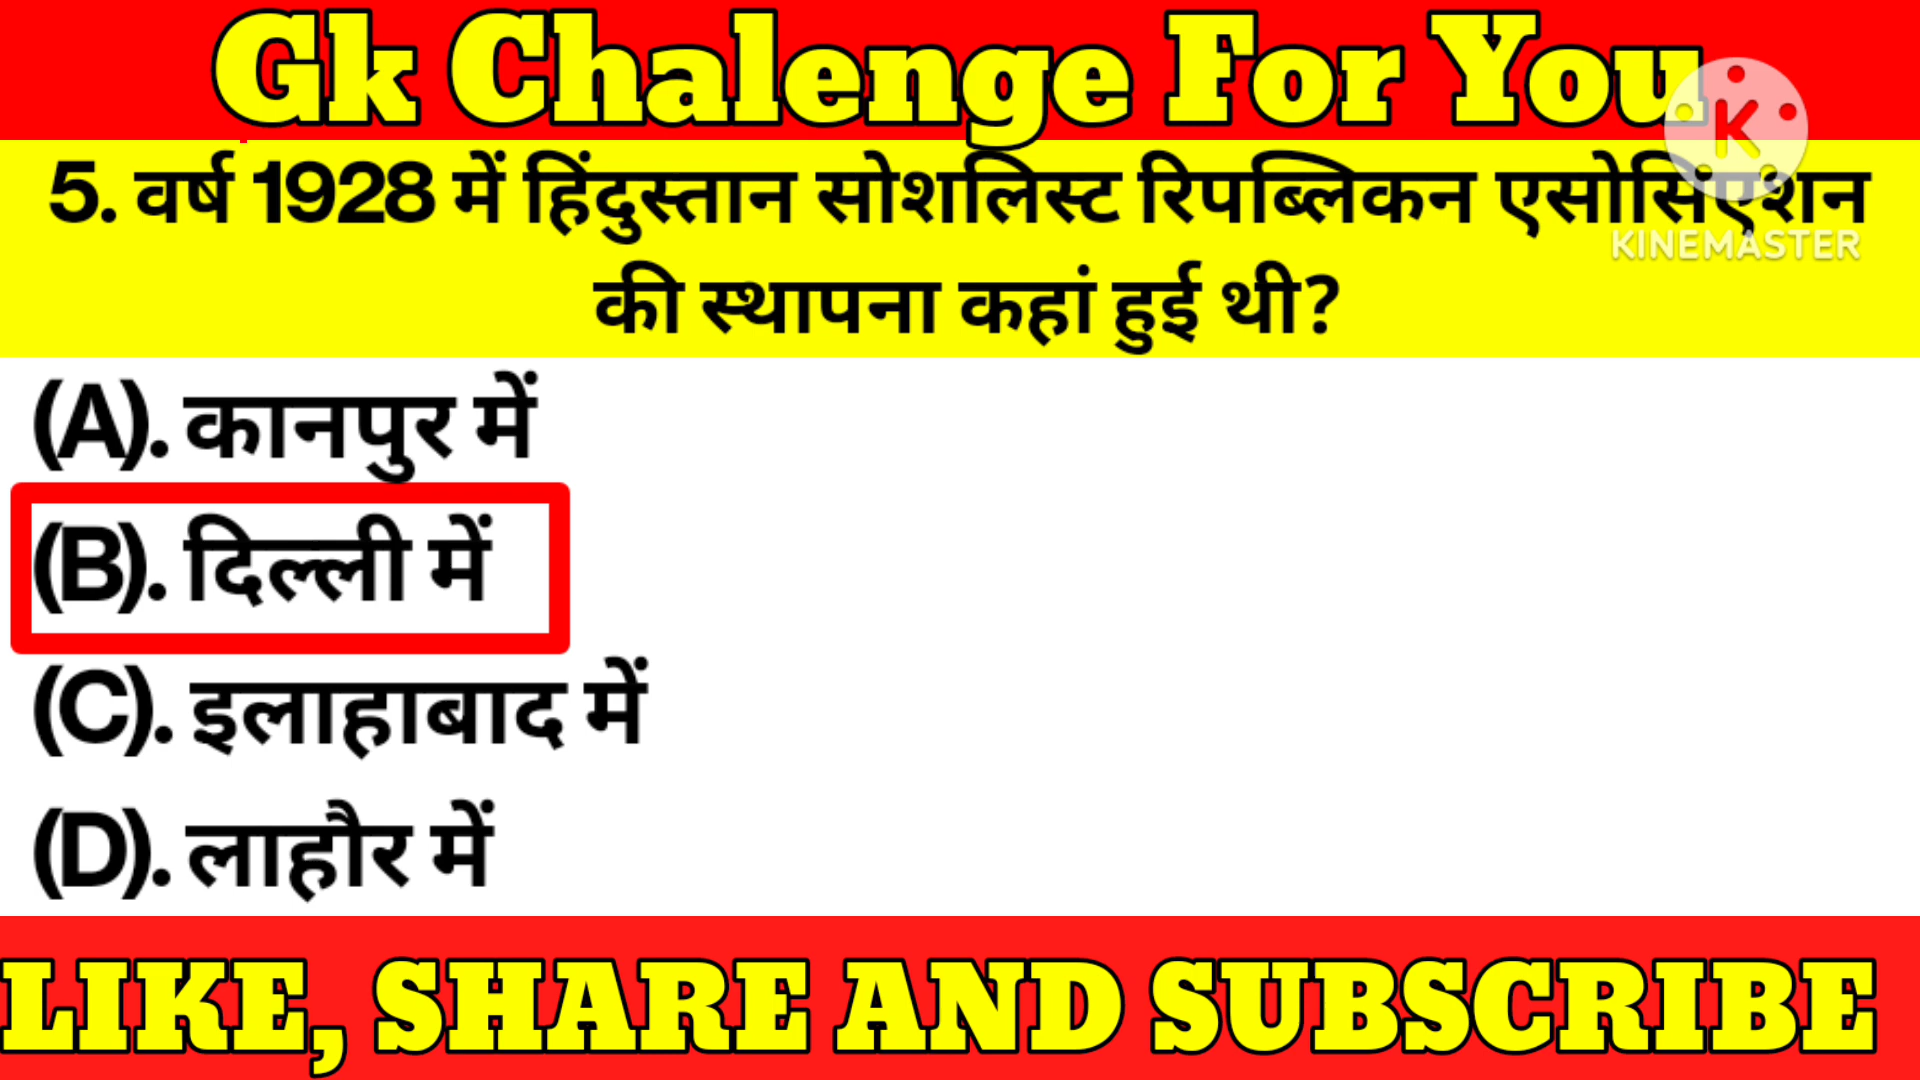 Gk Chalenge For You
5. वर्ष 1928 में हिंदुस्तान सोशलिस्ट रिपब्लिकन एसोसिएशन
K
KINEMASTER
की स्थापना कहां हुई थी?
(A). कानपुर में
(B). दिल्ली में
(C). इलाहाबाद में
(D). लाहौर में
LIKE, SHARE AND SUBSCRIBE